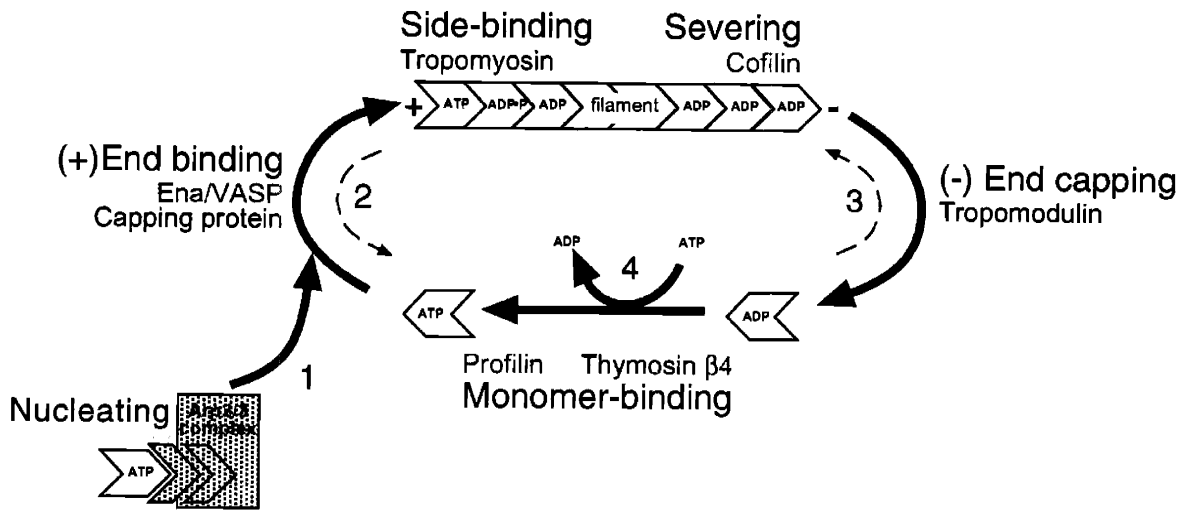 Side-binding
Tropomyosin
Severing
Cofilin
+ ATP ADP-P ADP filament ADP ADP ADP -
(+)End binding
Ena/VASP
Capping protein
2
3
(-) End capping
Tropomodulin
ADP
ATP
4
ATP
ADP
Profilin
Thymosin β4
Monomer-binding
1
Nucleating
complex
ATP